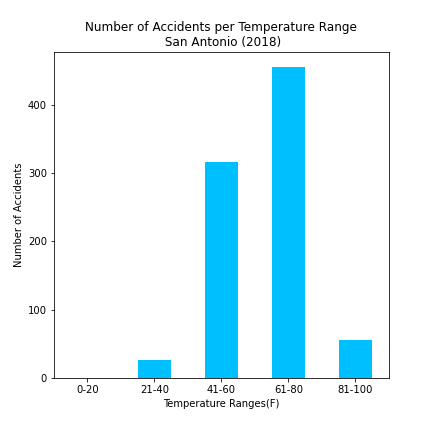 Number of Accidents per Temperature Range
San Antonio (2018)
400
300
200
100
0
Number of Accidents
0-20 21-40 41-60 61-80 81-100
Temperature Ranges(F)